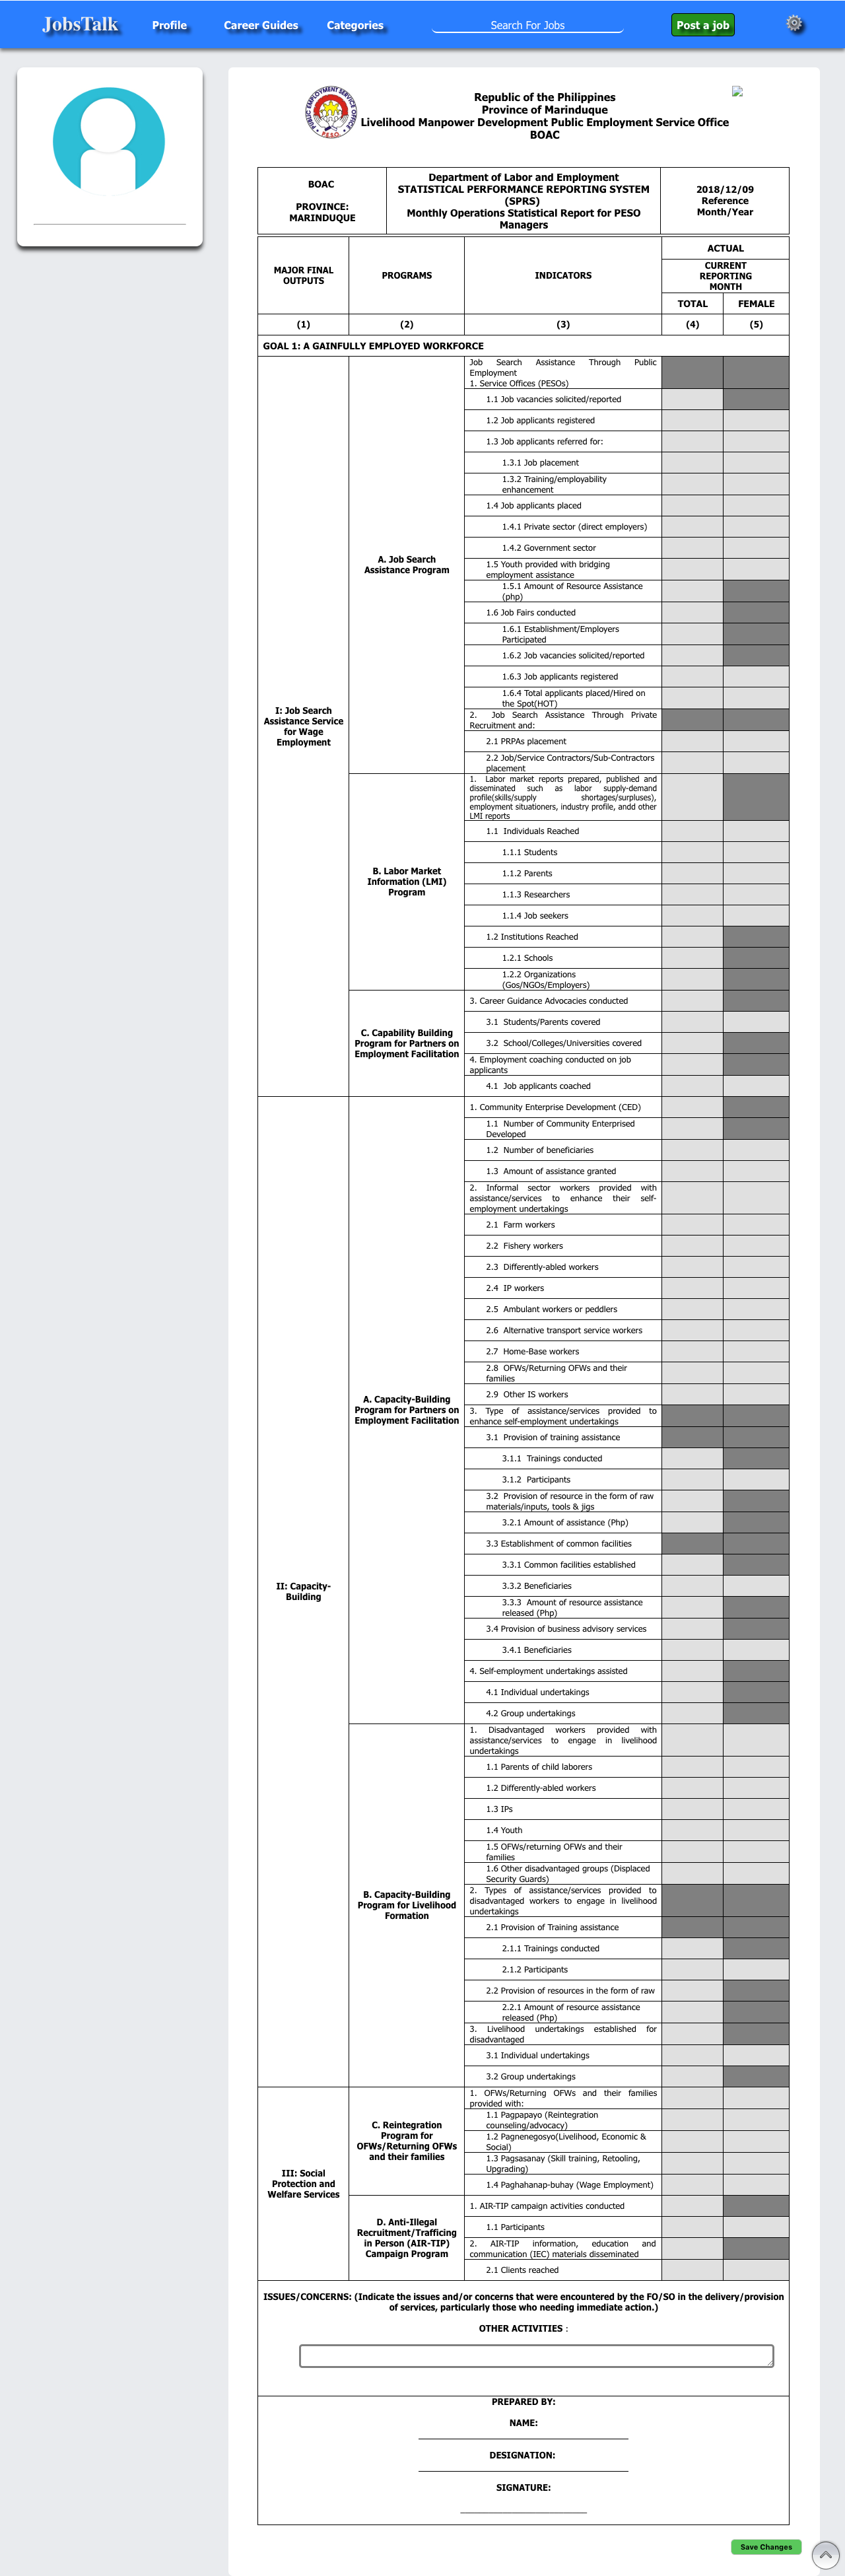 JobsTalk Profile Career Guides Categories Search For Jobs Post a job
Republic of the Philippines
Province of Marinduque
Livelihood Manpower Development Public Employment Service Office
BOAC
BOAC
PROVINCE:
MARINDUQUE
Department of Labor and Employment
STATISTICAL PERFORMANCE REPORTING SYSTEM
(SPRS)
Monthly Operations Statistical Report for PESO
Managers
2018/12/09
Reference
Month/Year
MAJOR FINAL
OUTPUTS
PROGRAMS
INDICATORS
ACTUAL
CURRENT
REPORTING
MONTH
TOTAL FEMALE
(1) (2) (3) (4) (5)
GOAL 1: A GAINFULLY EMPLOYED WORKFORCE
I: Job Search
Assistance Service
for Wage
Employment
A. Job Search
Assistance Program
Job Search Assistance Through Public
Employment
1. Service Offices (PESOs)
1.1 Job vacancies solicited/reported
1.2 Job applicants registered
1.3 Job applicants referred for:
1.3.1 Job placement
1.3.2 Training/employability
enhancement
1.4 Job applicants placed
1.4.1 Private sector (direct employers)
1.4.2 Government sector
1.5 Youth provided with bridging
employment assistance
1.5.1 Amount of Resource Assistance
(php)
1.6 Job Fairs conducted
1.6.1 Establishment/Employers
Participated
1.6.2 Job vacancies solicited/reported
1.6.3 Job applicants registered
1.6.4 Total applicants placed/Hired on
the Spot(HOT)
2. Job Search Assistance Through Private
Recruitment and:
2.1 PRPAs placement
2.2 Job/Service Contractors/Sub-Contractors
placement
B. Labor Market
Information (LMI)
Program
1. Labor market reports prepared, published and
disseminated such as labor supply-demand
profile(skills/supply shortages/surpluses),
employment situationers, industry profile, andd other
LMI reports
1.1 Individuals Reached
1.1.1 Students
1.1.2 Parents
1.1.3 Researchers
1.1.4 Job seekers
1.2 Institutions Reached
1.2.1 Schools
1.2.2 Organizations
(Gos/NGOs/Employers)
C. Capability Building
Program for Partners on
Employment Facilitation
3. Career Guidance Advocacies conducted
3.1 Students/Parents covered
3.2 School/Colleges/Universities covered
4. Employment coaching conducted on job
applicants
4.1 Job applicants coached
II: Capacity-
Building
A. Capacity-Building
Program for Partners on
Employment Facilitation
1. Community Enterprise Development (CED)
1.1 Number of Community Enterprised
Developed
1.2 Number of beneficiaries
1.3 Amount of assistance granted
2. Informal sector workers provided with
assistance/services to enhance their self-
employment undertakings
2.1 Farm workers
2.2 Fishery workers
2.3 Differently-abled workers
2.4 IP workers
2.5 Ambulant workers or peddlers
2.6 Alternative transport service workers
2.7 Home-Base workers
2.8 OFWs/Returning OFWs and their
families
2.9 Other IS workers
3. Type of assistance/services provided to
enhance self-employment undertakings
3.1 Provision of training assistance
3.1.1 Trainings conducted
3.1.2 Participants
3.2 Provision of resource in the form of raw
materials/inputs, tools & jigs
3.2.1 Amount of assistance (Php)
3.3 Establishment of common facilities
3.3.1 Common facilities established
3.3.2 Beneficiaries
3.3.3 Amount of resource assistance
released (Php)
3.4 Provision of business advisory services
3.4.1 Beneficiaries
4. Self-employment undertakings assisted
4.1 Individual undertakings
4.2 Group undertakings
B. Capacity-Building
Program for Livelihood
Formation
1. Disadvantaged workers provided with
assistance/services to engage in livelihood
undertakings
1.1 Parents of child laborers
1.2 Differently-abled workers
1.3 IPs
1.4 Youth
1.5 OFWs/returning OFWs and their
families
1.6 Other disadvantaged groups (Displaced
Security Guards)
2. Types of assistance/services provided to
disadvantaged workers to engage in livelihood
undertakings
2.1 Provision of Training assistance
2.1.1 Trainings conducted
2.1.2 Participants
2.2 Provision of resources in the form of raw
2.2.1 Amount of resource assistance
released (Php)
3. Livelihood undertakings established for
disadvantaged
3.1 Individual undertakings
3.2 Group undertakings
III: Social
Protection and
Welfare Services
C. Reintegration
Program for
OFWs/Returning OFWs
and their families
1. OFWs/Returning OFWs and their families
provided with:
1.1 Pagpapayo (Reintegration
counseling/advocacy)
1.2 Pagnenegosyo(Livelihood, Economic &
Social)
1.3 Pagsasanay (Skill training, Retooling,
Upgrading)
1.4 Paghahanap-buhay (Wage Employment)
D. Anti-Illegal
Recruitment/Trafficing
in Person (AIR-TIP)
Campaign Program
1. AIR-TIP campaign activities conducted
1.1 Participants
2. AIR-TIP information, education and
communication (IEC) materials disseminated
2.1 Clients reached
ISSUES/CONCERNS: (Indicate the issues and/or concerns that were encountered by the FO/SO in the delivery/provision
of services, particularly those who needing immediate action.)
OTHER ACTIVITIES :
PREPARED BY:
NAME:
DESIGNATION:
SIGNATURE:
Save Changes